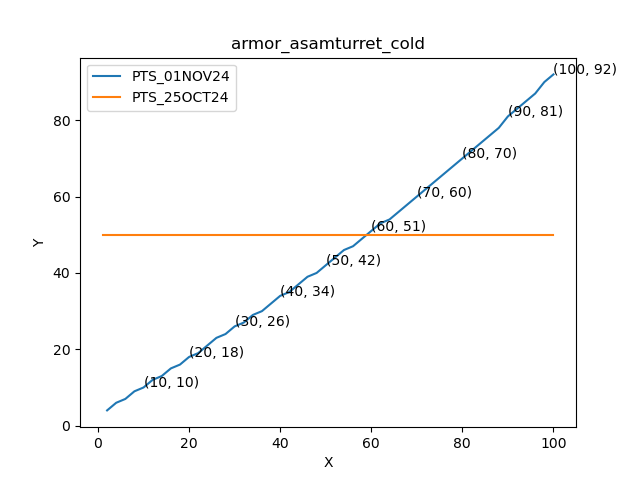 armor_asamturret_cold
PTS_01NOV24
PTS_25OCT24
(100, 92)
(90, 81)
(80, 70)
(70, 60)
(60, 51)
(50, 42)
(40, 34)
(30, 26)
(20, 18)
(10, 10)
80
60
40
20
0
Y
0 20 40 60 80 100
X